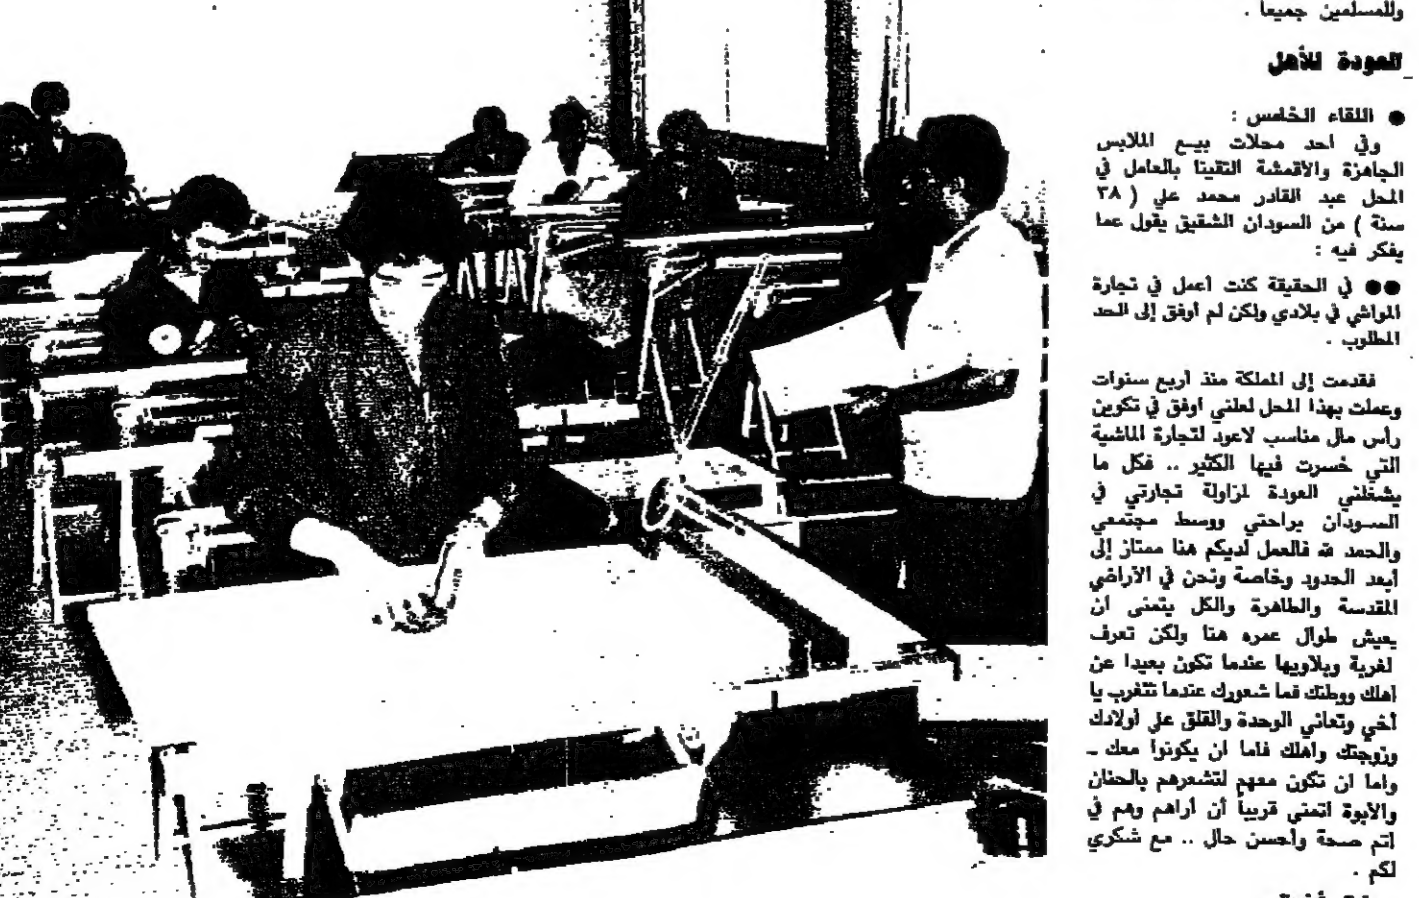 وللمسلمين جميعا .
للعودة للأهل
● اللقاء الخامس :
وفي احد محلات بيع الملابس
الجاهزة والاقمشة التقينا بالعامل في
المحل عبد القادر محمد علي ( ٣٨
سنة ) من السودان الشقيق يقول عما
يفكر فيه :
●● في الحقيقة كنت أعمل في تجارة
المواشي في بلادي ولكن لم أوفق إلى الحد
المطلوب .
فقدمت إلى المملكة منذ أربع سنوات
وعملت بهذا المحل لعلني اوفق في تكوين
رأس مال مناسب لاعود لتجارة الماشية
التي خسرت فيها الكثير .. فكل ما
يشغلني العودة لمزاولة تجارتي في
السودان براحتي ووسط مجتمعي
والحمد لله فالعمل لديكم هنا ممتاز إلى
أبعد الحدود وخاصة ونحن في الأراضي
المقدسة والطاهرة والكل يتمنى ان
يعيش طوال عمره هنا ولكن تعرف
لغربة وبلاويها عندما تكون بعيدا عن
اهلك ووطنك فما شعورك عندما تتغرب يا
أخي وتعاني الوحدة والقلق على أولادك
وزوجتك واهلك فاما ان يكونوا معك ـ
واما ان تكون معهم لتشعرهم بالحنان
والابوة اتمنى قريباً أن أراهم وهم في
اتم صحة وأحسن حال .. مع شكري
لكم .